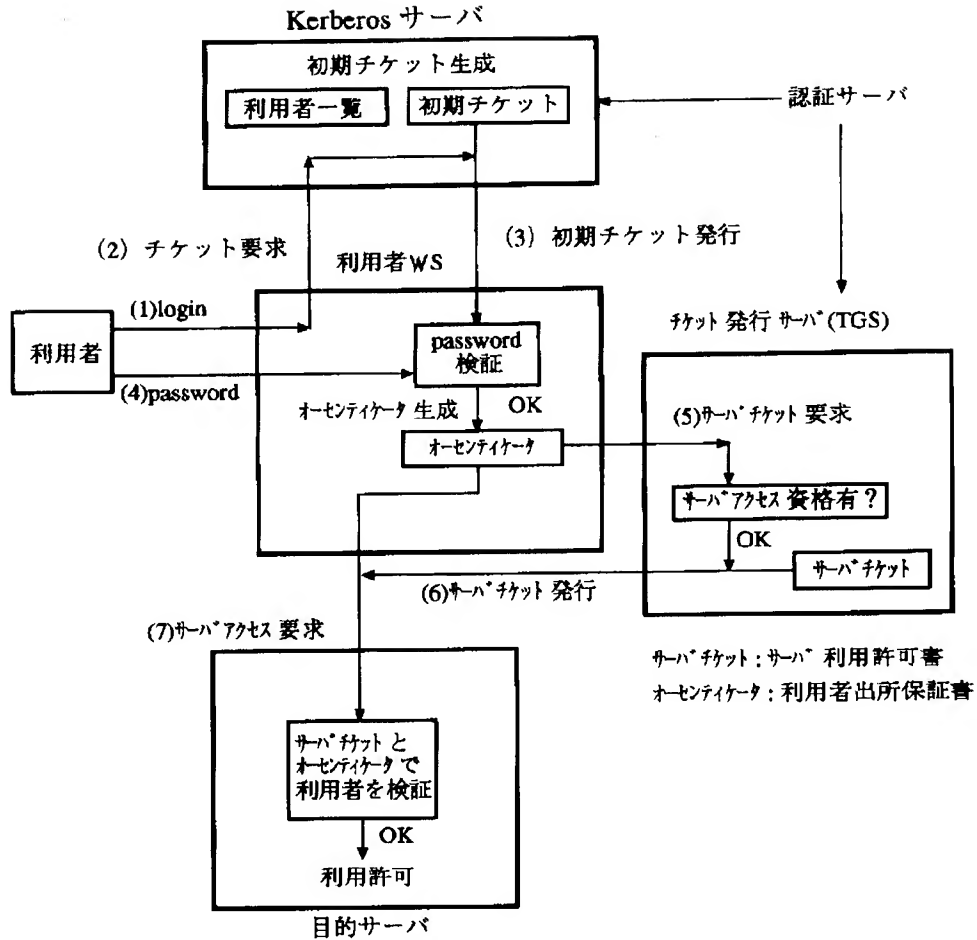 Kerberos サーバ
初期チケット生成
利用者一覧
初期チケット
認証サーバ
(2) チケット要求
(3) 初期チケット発行
利用者WS
(1)login
利用者
(4)password
password
検証
オーセンティケータ 生成
OK
オーセンティケータ
チケット 発行 サーバ(TGS)
(5)サーバチケット 要求
サーバアクセス 資格有?
OK
サーバチケット
(6)サーバチケット 発行
(7)サーバアクセス 要求
サーバチケット:サーバ 利用許可書
オーセンティケータ:利用者出所保証書
サーバチケット と
オーセンティケータ で
利用者を検証
OK
利用許可
目的サーバ